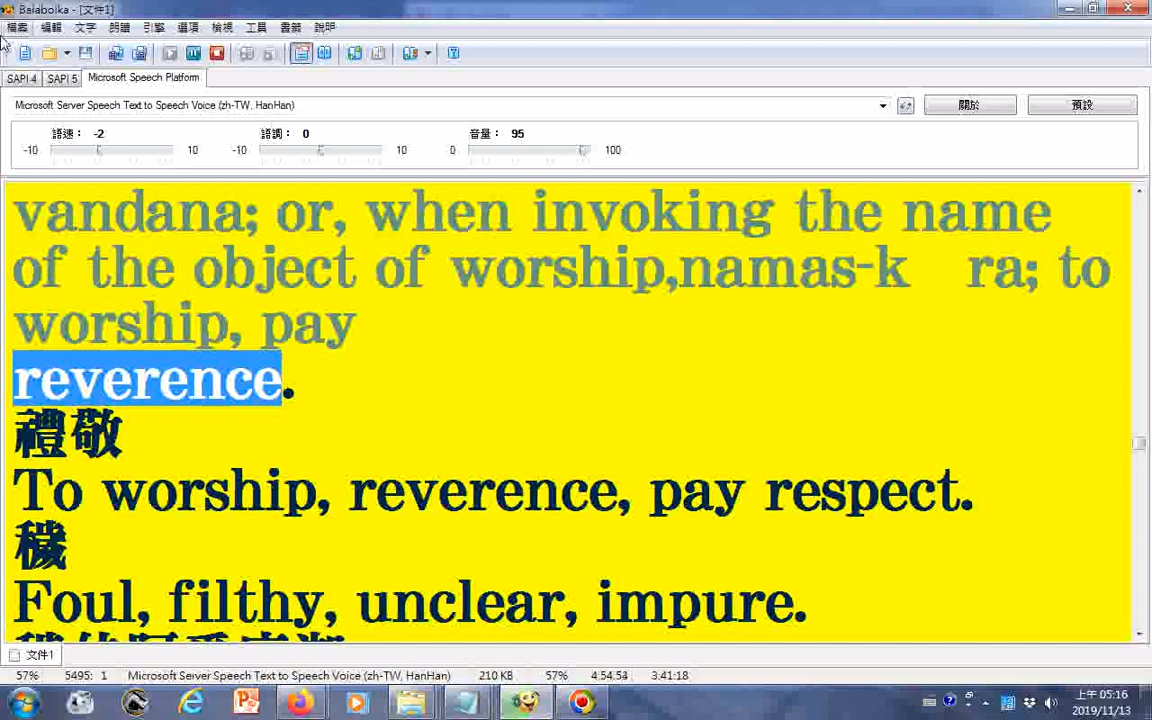 Balabolka - [文件1]
檔案 編輯 文字 朗讀 引擎 選項 檢視 工具 書籤 說明
SAPI 4 SAPI 5 Microsoft Speech Platform
Microsoft Server Speech Text to Speech Voice (zh-TW, HanHan) 關於 預設
語速： -2 語調： 0 音量： 95
-10 10 -10 10 0 100
vandana; or, when invoking the name
of the object of worship,namas-k ra; to
worship, pay
reverence.
禮敬
To worship, reverence, pay respect.
穢
Foul, filthy, unclear, impure.
文件1
57% 5495: 1 Microsoft Server Speech Text to Speech Voice (zh-TW, HanHan) 210 KB 57% 4:54:53 3:41:18
上午 05:16
2019/11/13